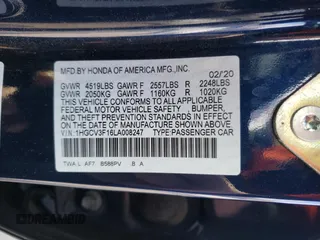 MFD. BY HONDA OF AMERICA MFG.,INC. 02/20
GVWR 4519LBS GAWR F 2557LBS R 2248LBS
GVWR 2050KG GAWR F 1160KG R 1020KG
THIS VEHICLE CONFORMS TO ALL APPLICABLE
FEDERAL MOTOR VEHICLE SAFETY, BUMPER,
AND THEFT PREVENTION STANDARDS IN EFFECT
ON THE DATE OF MANUFACTURE SHOWN ABOVE.
V.I.N.:1HGCV3F16LA008247 TYPE:PASSENGER CAR
TWA L AF7 B588PV B A
DREAMBID